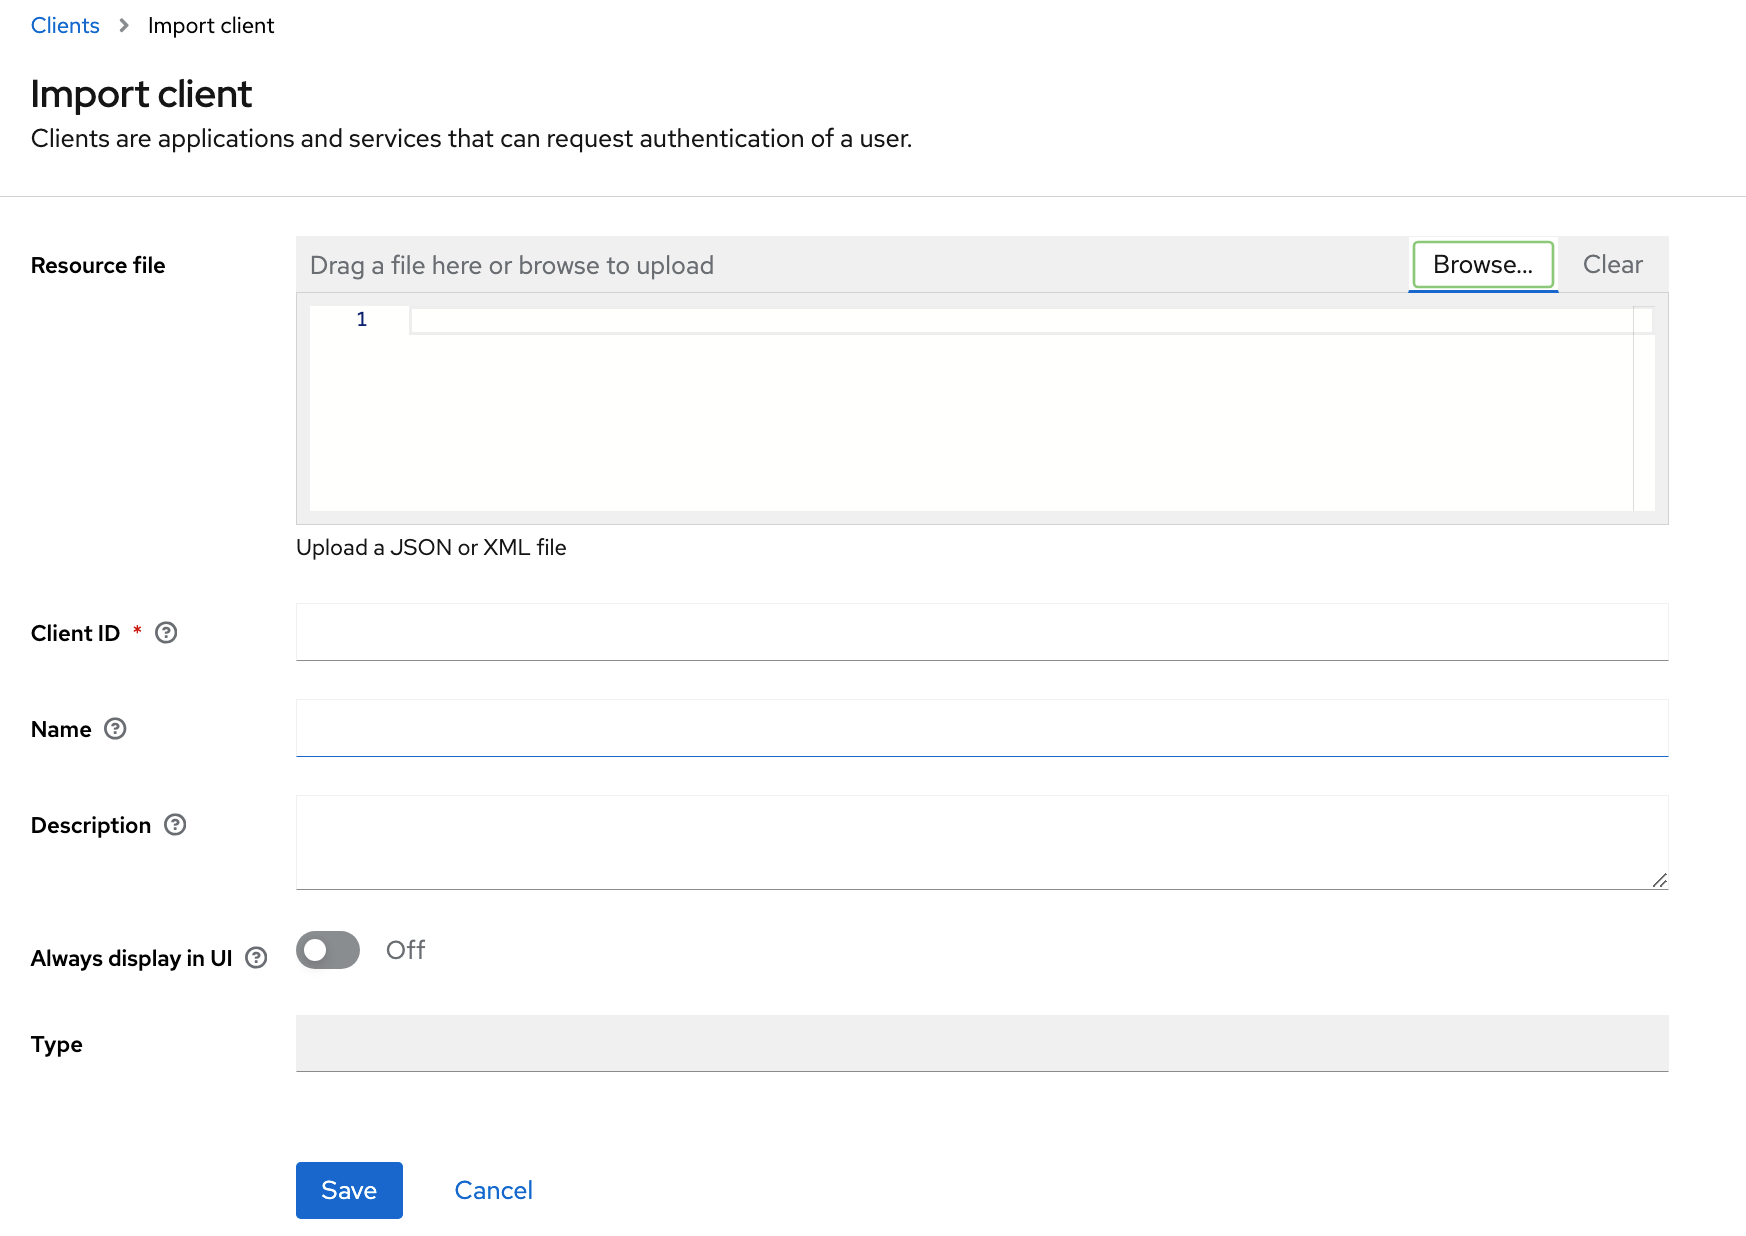 Clients > Import client
Import client
Clients are applications and services that can request authentication of a user.
Resource file
Drag a file here or browse to upload
Browse...
Clear
1
Upload a JSON or XML file
Client ID *
Name
Description
Always display in UI
Off
Type
Save
Cancel